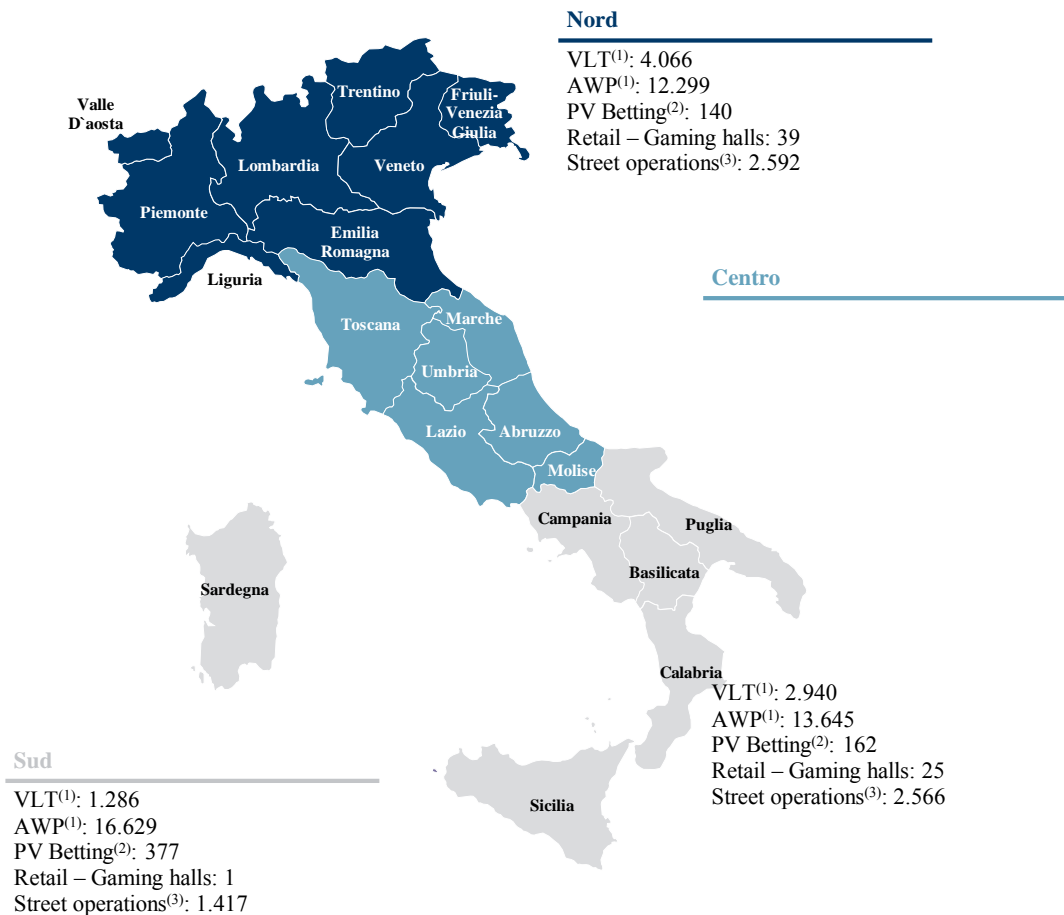 Nord
VLT(1): 4.066
AWP(1): 12.299
PV Betting(2): 140
Retail – Gaming halls: 39
Street operations(3): 2.592
Trentino
Friuli-
Venezia
Giulia
Valle
D`aosta
Lombardia
Veneto
Piemonte
Emilia
Romagna
Liguria
Centro
Toscana
Marche
Umbria
Lazio
Abruzzo
Molise
Campania
Puglia
Basilicata
Sardegna
Calabria
VLT(1): 2.940
AWP(1): 13.645
PV Betting(2): 162
Retail – Gaming halls: 25
Street operations(3): 2.566
Sicilia
Sud
VLT(1): 1.286
AWP(1): 16.629
PV Betting(2): 377
Retail – Gaming halls: 1
Street operations(3): 1.417